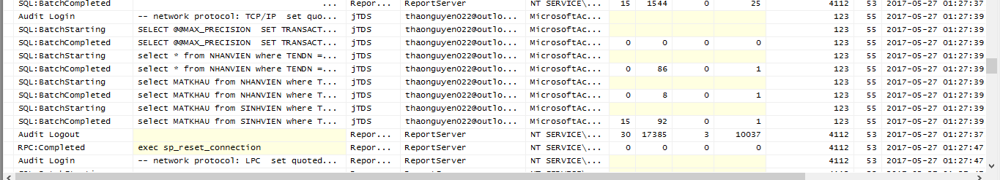 SQL:BatchCompleted ... Repor... ReportServer NT SERVICE\... 15 1544 0 25 4112 53 2017-05-27 01:27:37
Audit Login -- network protocol: TCP/IP set quo... jTDS thaonguyen022@outlo... MicrosoftAc... 123 55 2017-05-27 01:27:39
SQL:BatchStarting SELECT @@MAX_PRECISION SET TRANSACT... jTDS thaonguyen022@outlo... MicrosoftAc... 123 55 2017-05-27 01:27:39
SQL:BatchCompleted SELECT @@MAX_PRECISION SET TRANSACT... jTDS thaonguyen022@outlo... MicrosoftAc... 0 0 0 0 123 55 2017-05-27 01:27:39
SQL:BatchStarting select * from NHANVIEN where TENDN =... jTDS thaonguyen022@outlo... MicrosoftAc... 123 55 2017-05-27 01:27:39
SQL:BatchCompleted select * from NHANVIEN where TENDN =... jTDS thaonguyen022@outlo... MicrosoftAc... 0 86 0 1 123 55 2017-05-27 01:27:39
SQL:BatchStarting select MATKHAU from NHANVIEN where T... jTDS thaonguyen022@outlo... MicrosoftAc... 123 55 2017-05-27 01:27:39
SQL:BatchCompleted select MATKHAU from NHANVIEN where T... jTDS thaonguyen022@outlo... MicrosoftAc... 0 8 0 1 123 55 2017-05-27 01:27:39
SQL:BatchStarting select MATKHAU from SINHVIEN where T... jTDS thaonguyen022@outlo... MicrosoftAc... 123 55 2017-05-27 01:27:39
SQL:BatchCompleted select MATKHAU from SINHVIEN where T... jTDS thaonguyen022@outlo... MicrosoftAc... 15 92 0 1 123 55 2017-05-27 01:27:39
Audit Logout Repor... ReportServer NT SERVICE\... 30 17385 3 10037 4112 53 2017-05-27 01:27:37
RPC:Completed exec sp_reset_connection Repor... ReportServer NT SERVICE\... 0 0 0 0 4112 53 2017-05-27 01:27:47
Audit Login -- network protocol: LPC set quoted... Repor... ReportServer NT SERVICE\... 4112 53 2017-05-27 01:27:47